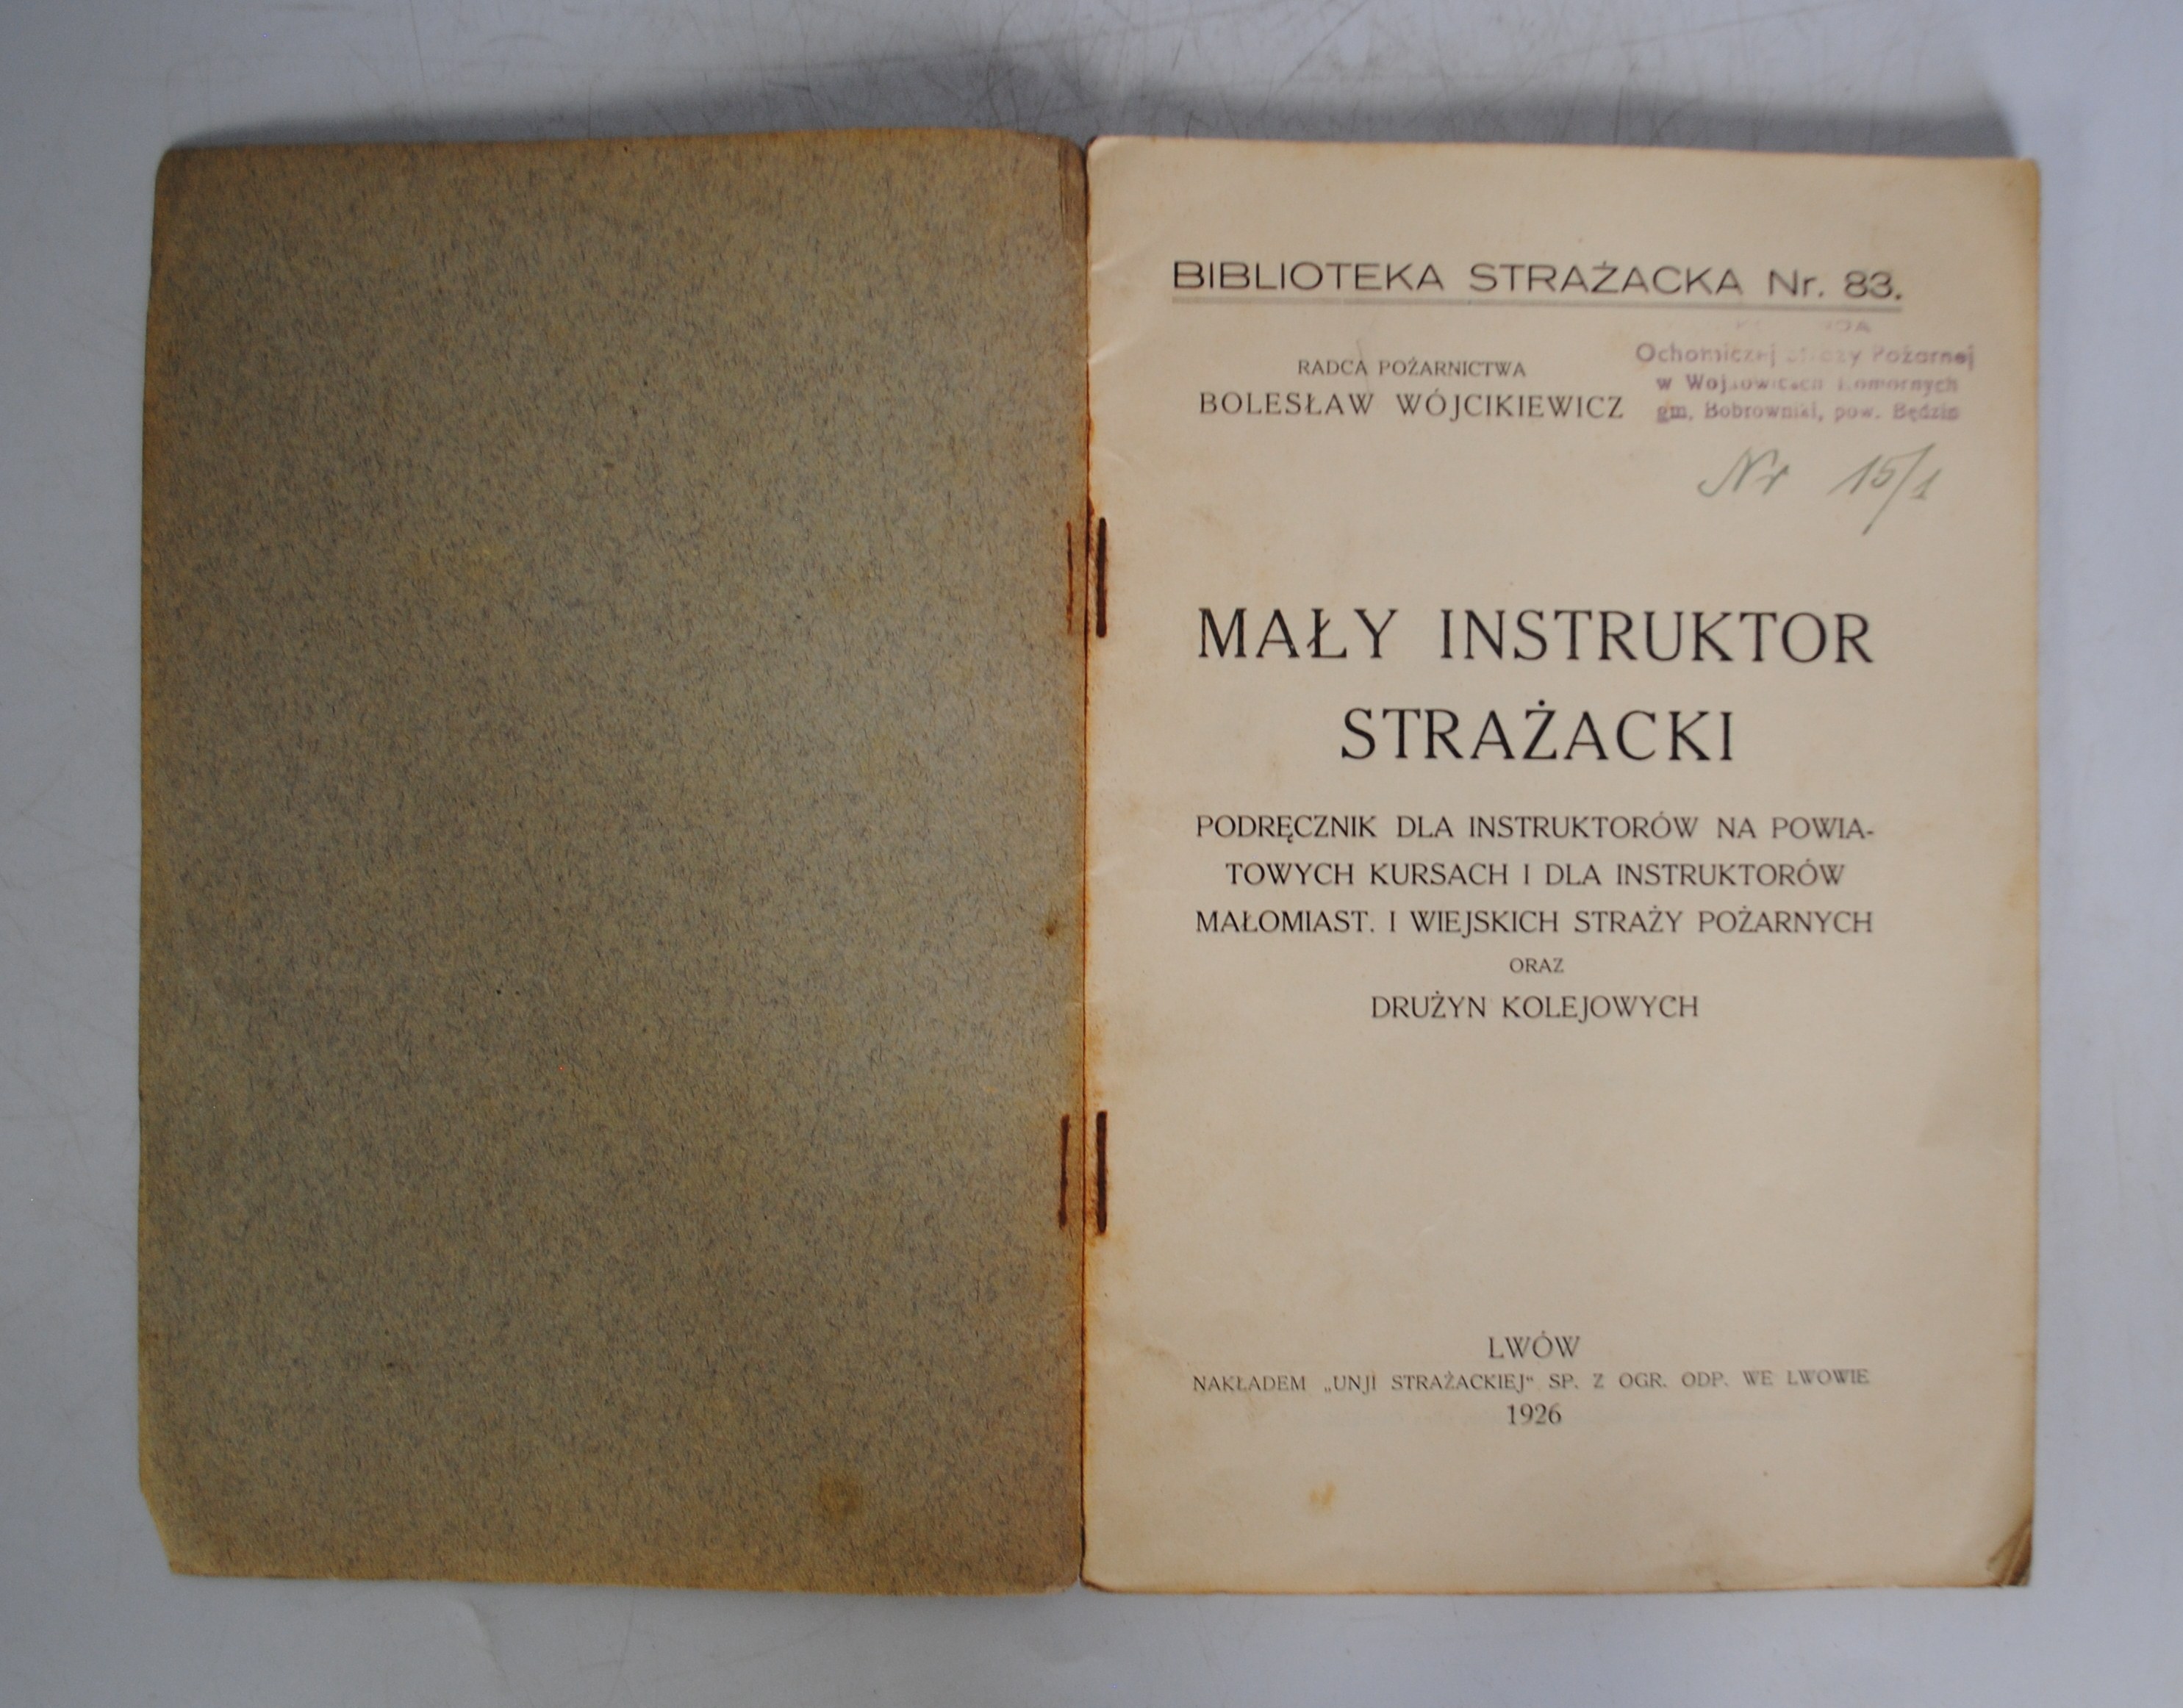 BIBLIOTEKA STRAŻACKA Nr. 83.
RADCA POŻARNICTWA
BOLESŁAW WÓJCIKIEWICZ
Ochotniczej Straży Pożarnej
w Wojkowicach Komornych
gm. Bobrowniki, pow. Będzin
Nr 15/1
MAŁY INSTRUKTOR
STRAŻACKI
PODRĘCZNIK DLA INSTRUKTORÓW NA POWIA-
TOWYCH KURSACH I DLA INSTRUKTORÓW
MAŁOMIAST. I WIEJSKICH STRAŻY POŻARNYCH
ORAZ
DRUŻYN KOLEJOWYCH
LWÓW
NAKŁADEM „UNJI STRAŻACKIEJ“ SP. Z OGR. ODP. WE LWOWIE
1926